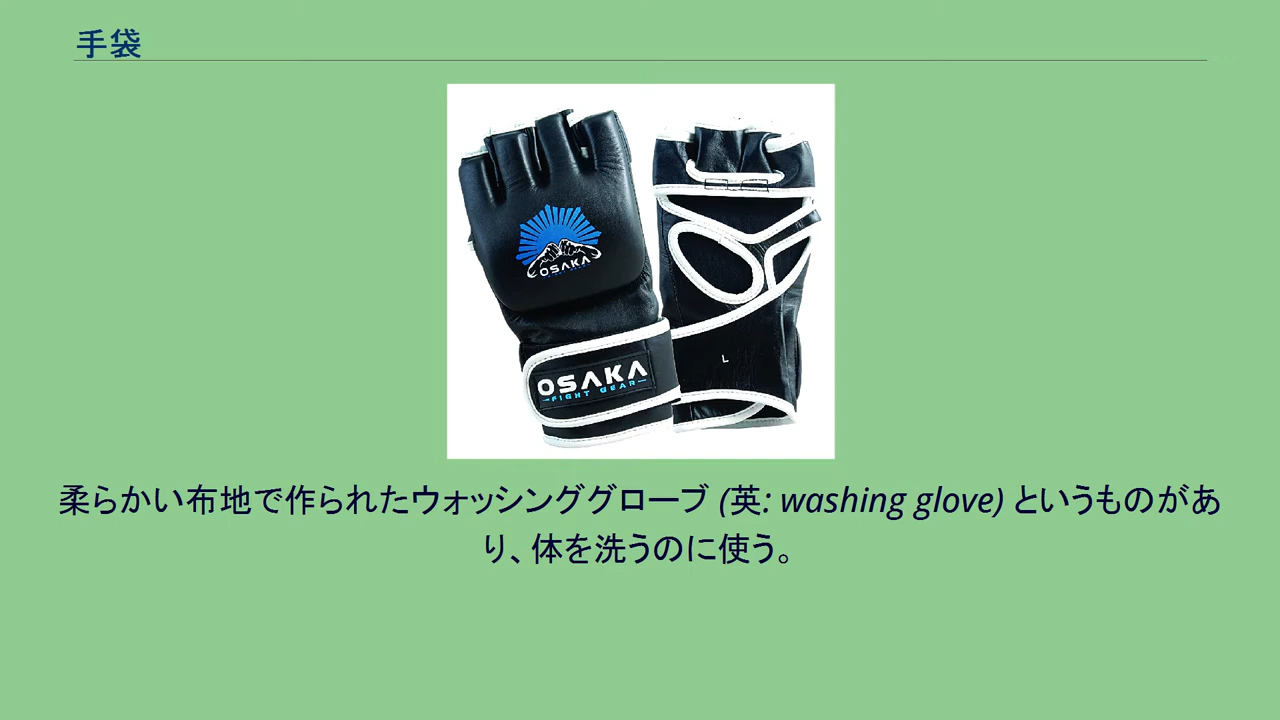 手袋
OSAKA
OSAKA
FIGHT GEAR
L
柔らかい布地で作られたウォッシンググローブ (英: washing glove) というものがあ
り、体を洗うのに使う。